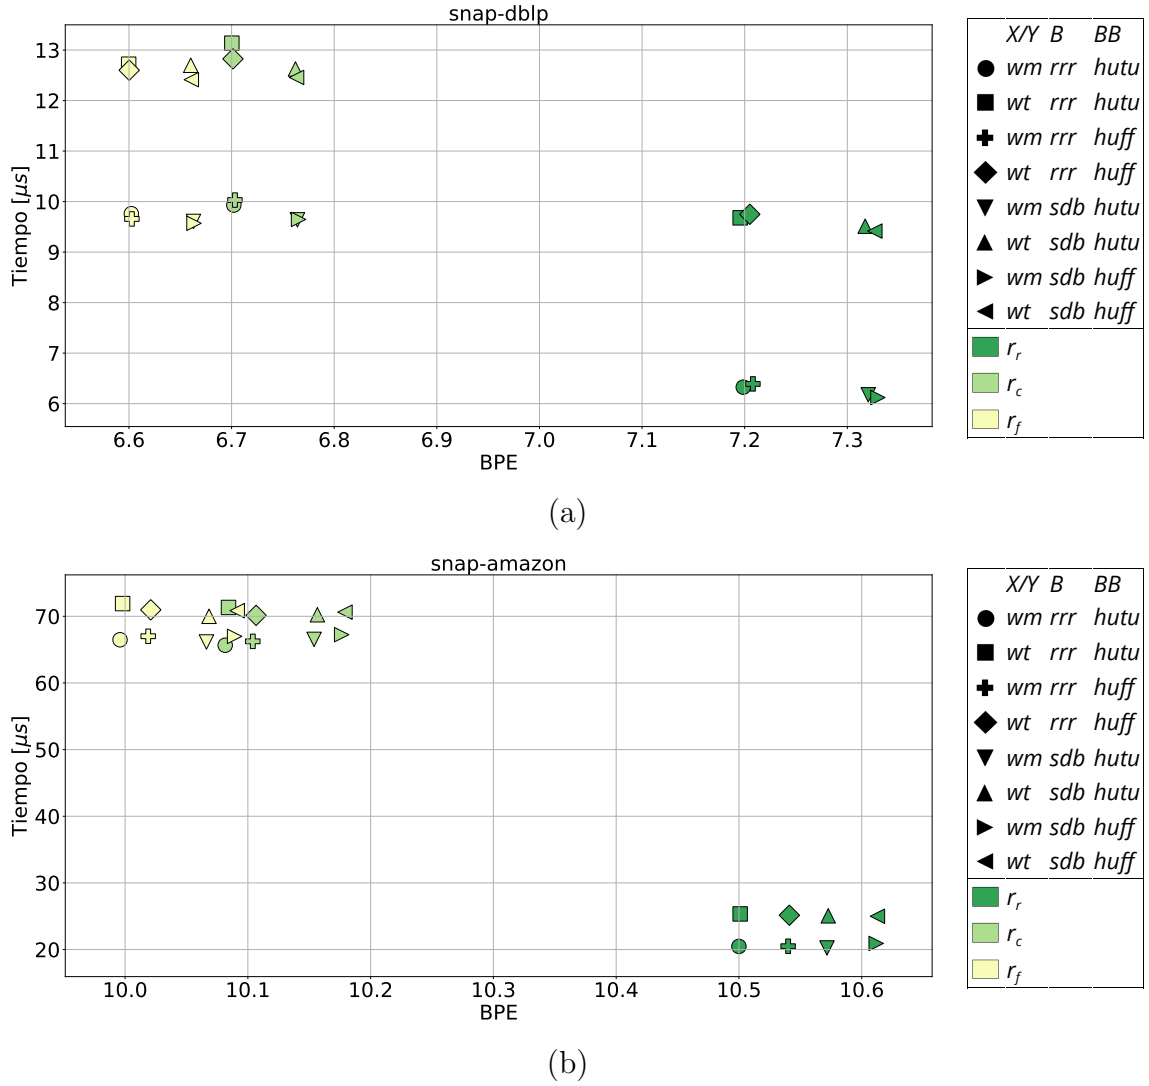 snap-dblp
13
12
11
10
9
8
7
6
Tiempo [μs]
6.6 6.7 6.8 6.9 7.0 7.1 7.2 7.3
BPE
X/Y B BB
wm rrr hutu
wt rrr hutu
wm rrr huff
wt rrr huff
wm sdb hutu
wt sdb hutu
wm sdb huff
wt sdb huff
r_r
r_c
r_f
(a)
snap-amazon
70
60
50
40
30
20
Tiempo [μs]
10.0 10.1 10.2 10.3 10.4 10.5 10.6
BPE
X/Y B BB
wm rrr hutu
wt rrr hutu
wm rrr huff
wt rrr huff
wm sdb hutu
wt sdb hutu
wm sdb huff
wt sdb huff
r_r
r_c
r_f
(b)